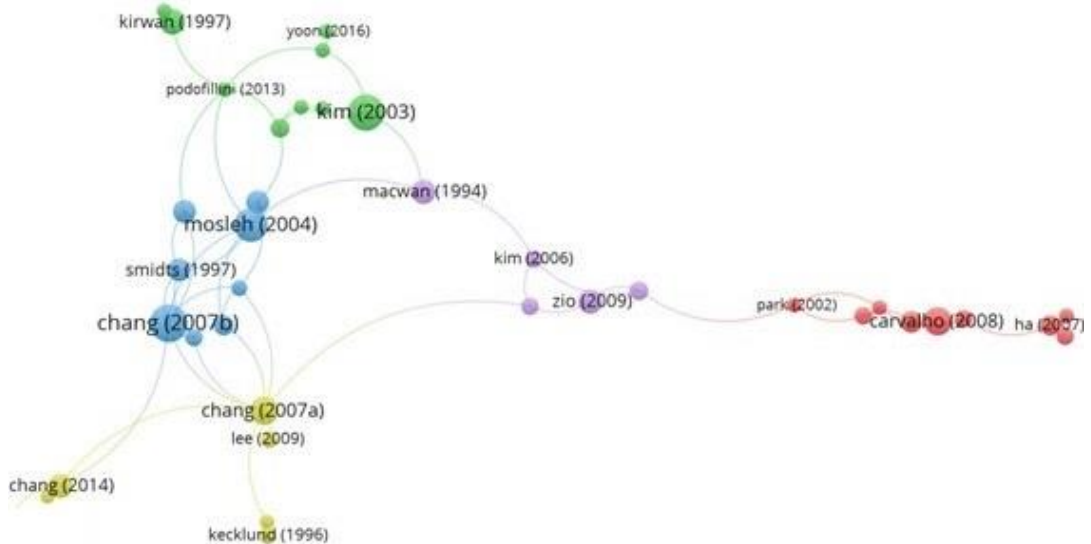 kirwan (1997)
yoon (2016)
podofillini (2013)
kim (2003)
macwan (1994)
mosleh (2004)
kim (2006)
smidts (1997)
zio (2009)
park (2002)
chang (2007b)
carvalho (2008)
ha (2007)
chang (2007a)
lee (2009)
chang (2014)
kecklund (1996)